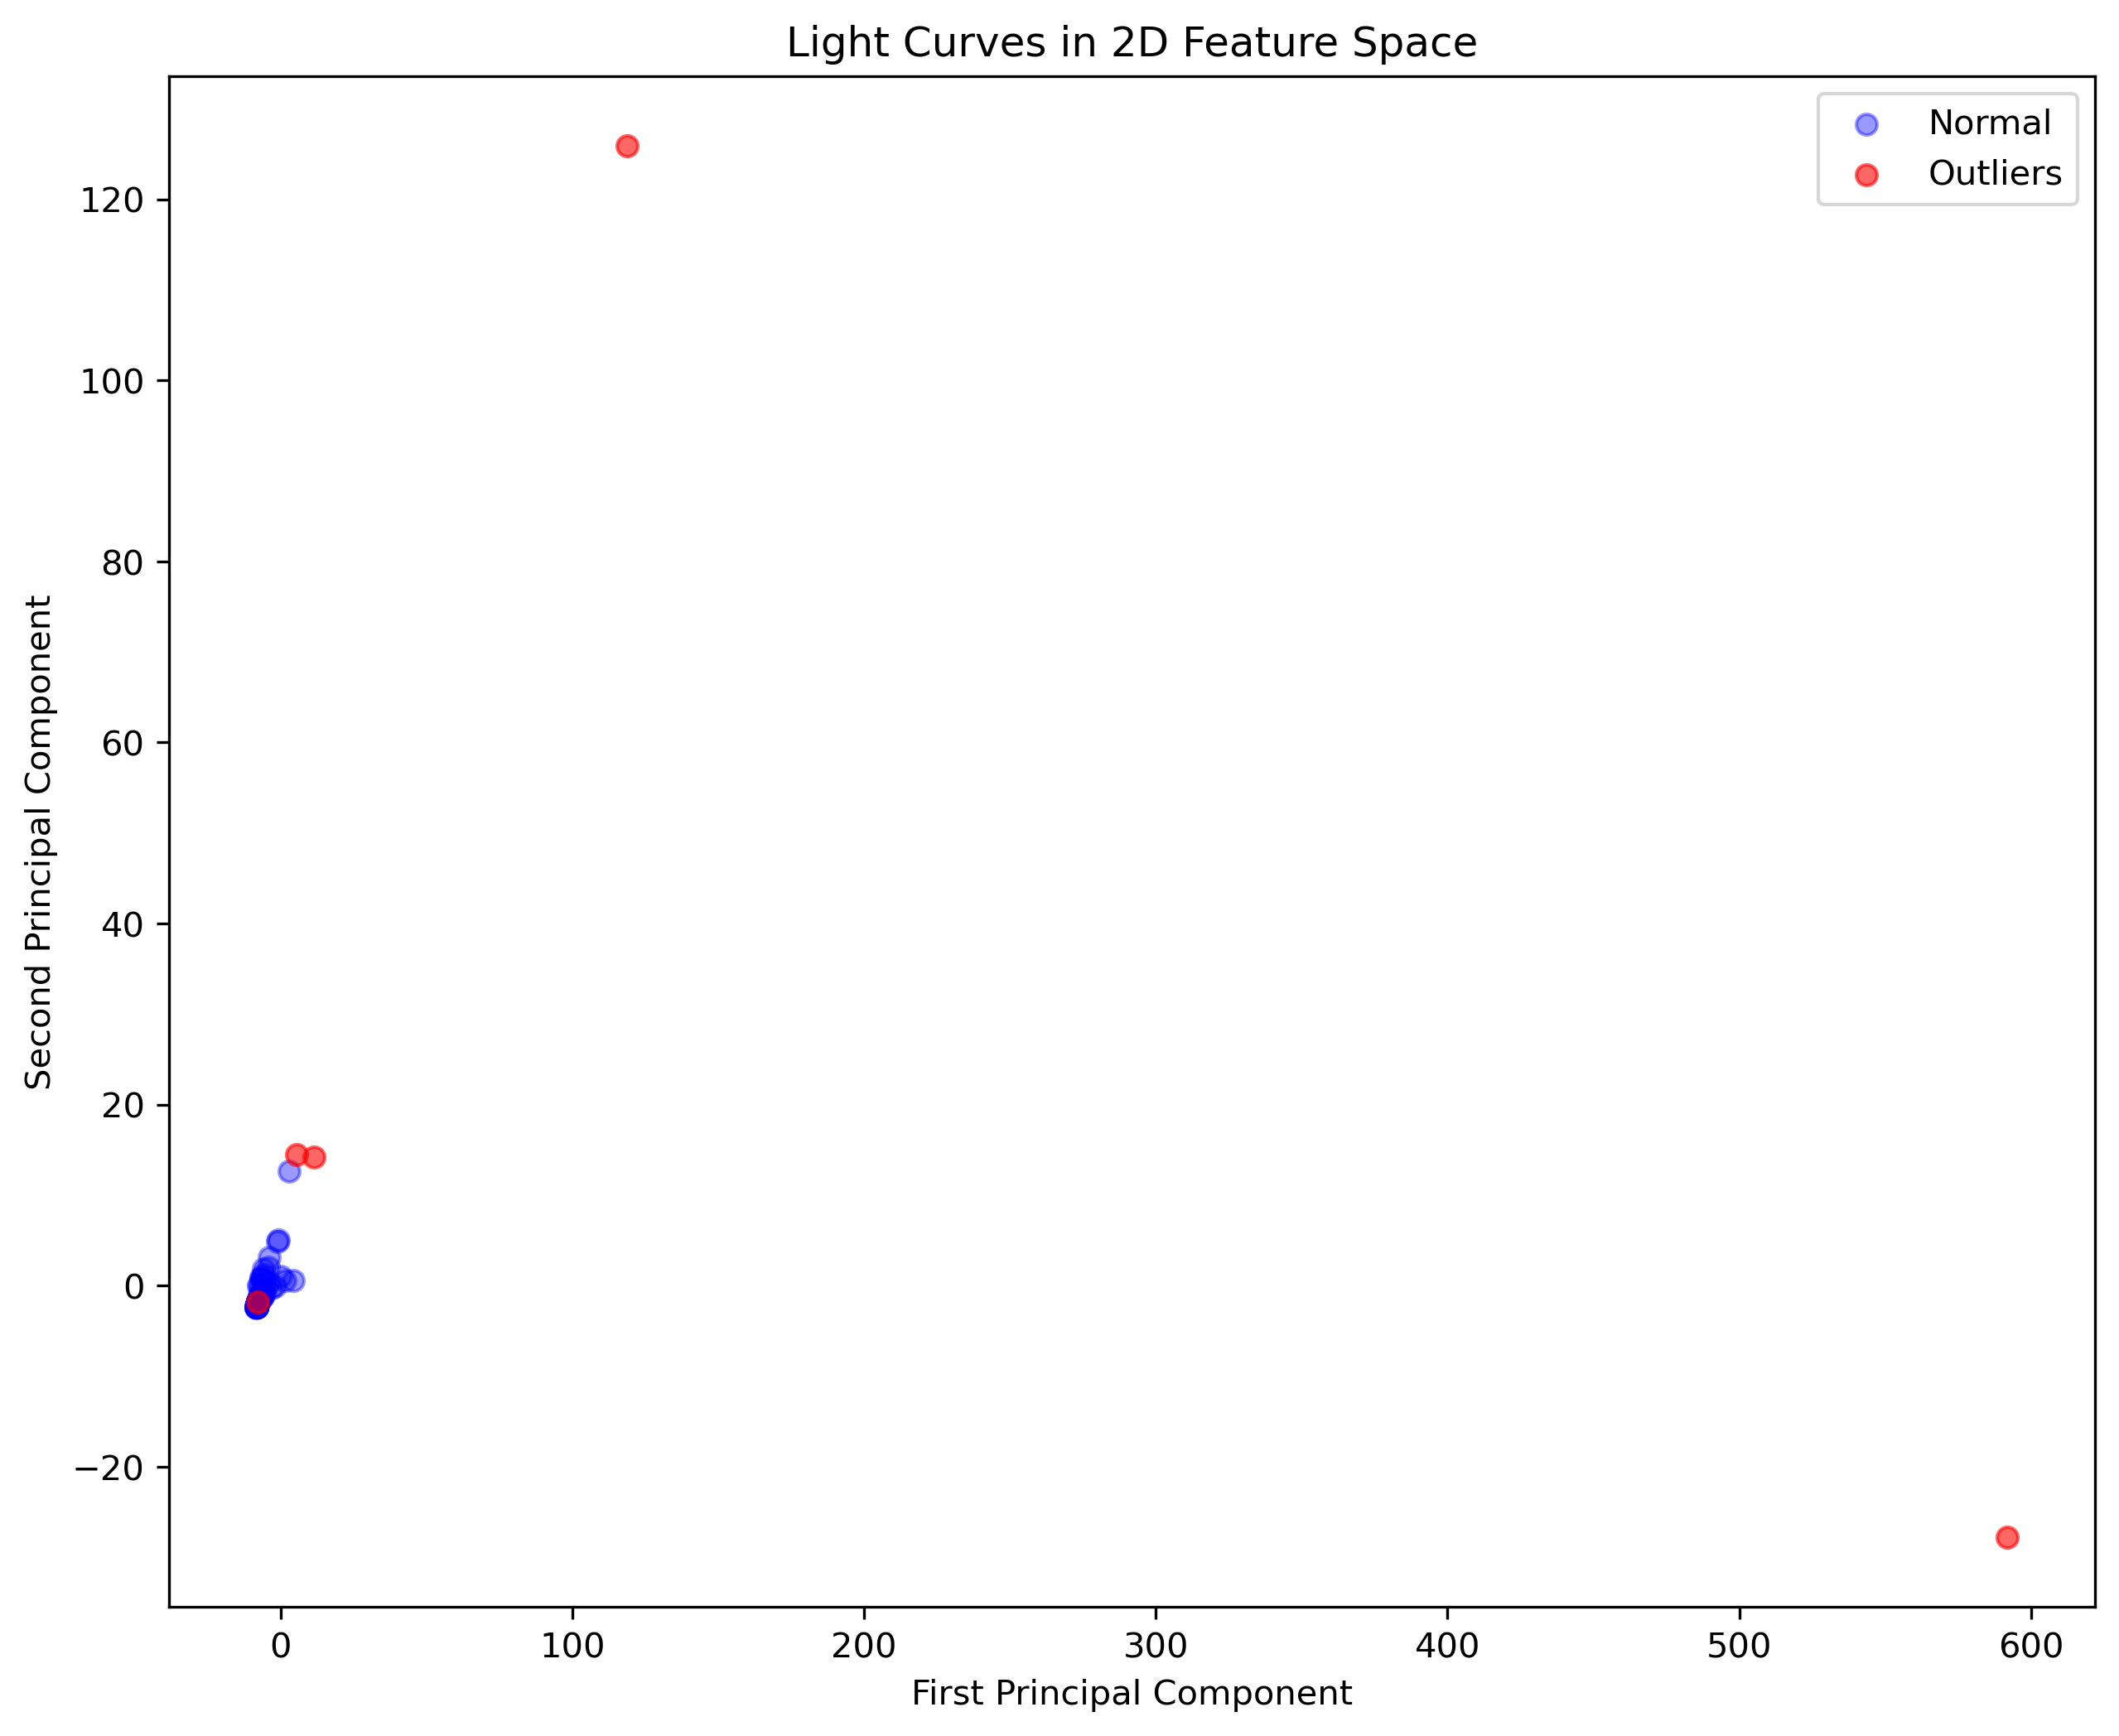 Light Curves in 2D Feature Space
Normal
Outliers
120
100
80
60
40
20
0
−20
Second Principal Component
0 100 200 300 400 500 600
First Principal Component